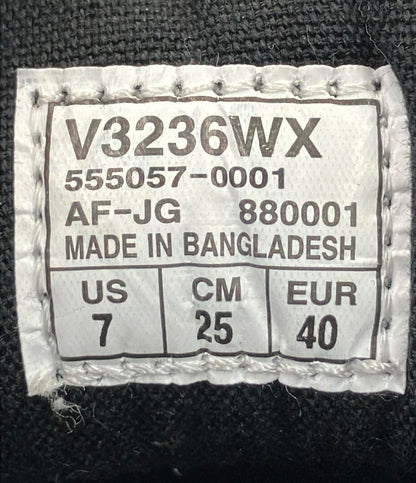 V3236WX
555057-0001
AF-JG 880001
MADE IN BANGLADESH
US CM EUR
7 25 40